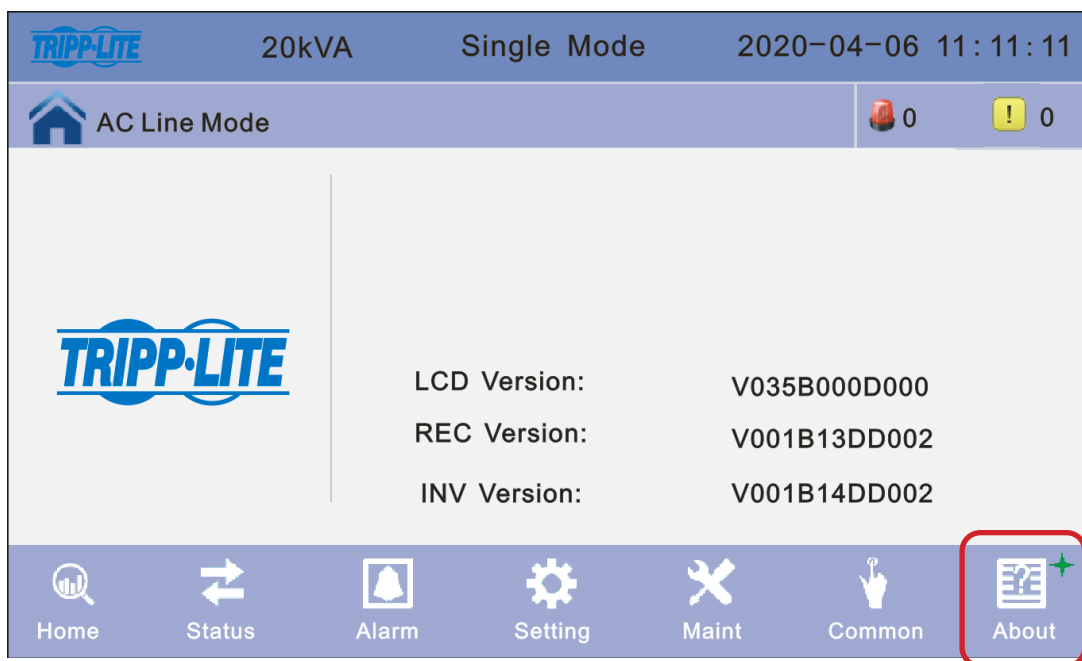 TRIPP·LITE 20kVA Single Mode 2020-04-06 11:11:11
AC Line Mode 0 ! 0
TRIPP·LITE
LCD Version: V035B000D000
REC Version: V001B13DD002
INV Version: V001B14DD002
?
Home Status Alarm Setting Maint Common About